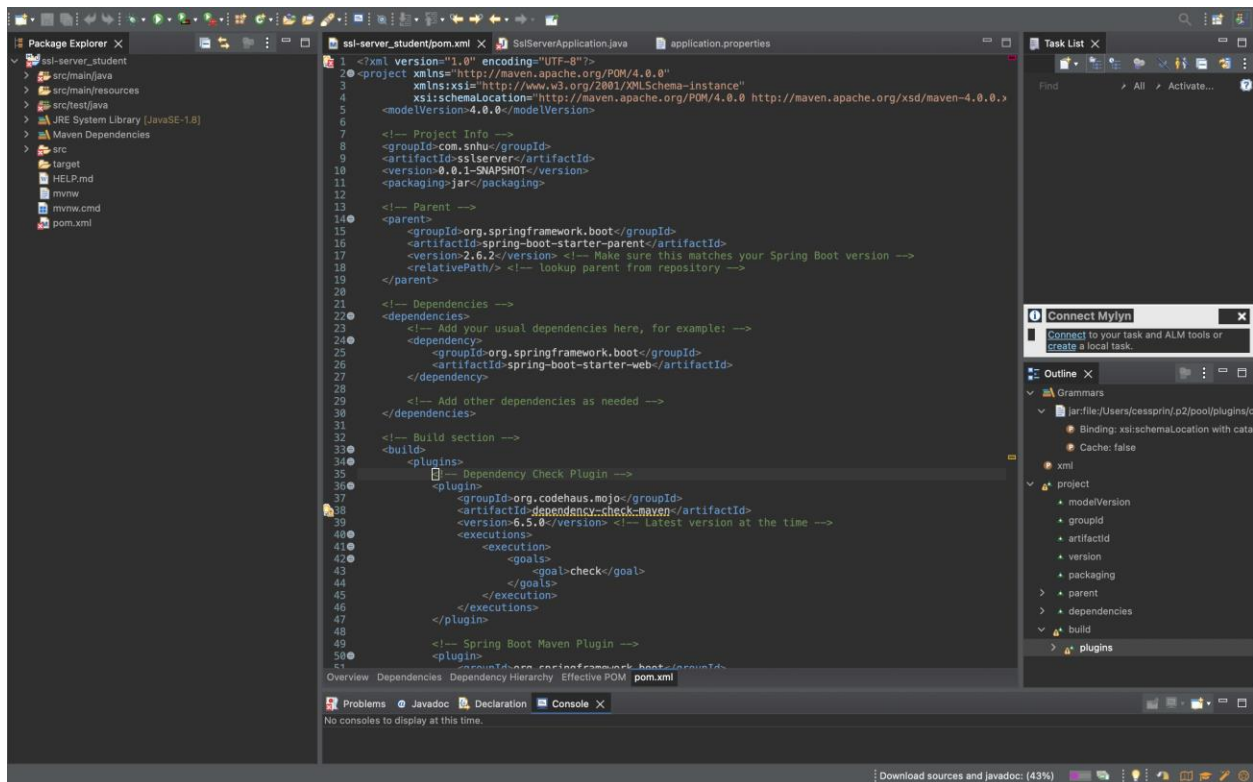 Package Explorer
ssl-server_student
src/main/java
src/main/resources
src/test/java
JRE System Library [JavaSE-1.8]
Maven Dependencies
src
target
HELP.md
mvnw
mvnw.cmd
pom.xml
ssl-server_student/pom.xml
SslServerApplication.java
application.properties
1 <?xml version="1.0" encoding="UTF-8"?>
2 <project xmlns="http://maven.apache.org/POM/4.0.0"
3 xmlns:xsi="http://www.w3.org/2001/XMLSchema-instance"
4 xsi:schemaLocation="http://maven.apache.org/POM/4.0.0 http://maven.apache.org/xsd/maven-4.0.0.x
5 <modelVersion>4.0.0</modelVersion>
6
7 <!-- Project Info -->
8 <groupId>com.snhu</groupId>
9 <artifactId>sslserver</artifactId>
10 <version>0.0.1-SNAPSHOT</version>
11 <packaging>jar</packaging>
12
13 <!-- Parent -->
14 <parent>
15 <groupId>org.springframework.boot</groupId>
16 <artifactId>spring-boot-starter-parent</artifactId>
17 <version>2.6.2</version> <!-- Make sure this matches your Spring Boot version -->
18 <relativePath/> <!-- lookup parent from repository -->
19 </parent>
20
21 <!-- Dependencies -->
22 <dependencies>
23 <!-- Add your usual dependencies here, for example: -->
24 <dependency>
25 <groupId>org.springframework.boot</groupId>
26 <artifactId>spring-boot-starter-web</artifactId>
27 </dependency>
28
29 <!-- Add other dependencies as needed -->
30 </dependencies>
31
32 <!-- Build section -->
33 <build>
34 <plugins>
35 <!-- Dependency Check Plugin -->
36 <plugin>
37 <groupId>org.codehaus.mojo</groupId>
38 <artifactId>dependency-check-maven</artifactId>
39 <version>6.5.0</version> <!-- Latest version at the time -->
40 <executions>
41 <execution>
42 <goals>
43 <goal>check</goal>
44 </goals>
45 </execution>
46 </executions>
47 </plugin>
48
49 <!-- Spring Boot Maven Plugin -->
50 <plugin>
51 <groupId>org.springframework.boot</groupId>
Overview Dependencies Dependency Hierarchy Effective POM pom.xml
Problems Javadoc Declaration Console
No consoles to display at this time.
Task List
Find All Activate...
Connect Mylyn
Connect to your task and ALM tools or
create a local task.
Outline
Grammars
jar:file:/Users/cessprin/.p2/pool/plugins/c
Binding: xsi:schemaLocation with cata
Cache: false
xml
project
modelVersion
groupId
artifactId
version
packaging
parent
dependencies
build
plugins
Download sources and javadoc: (43%)